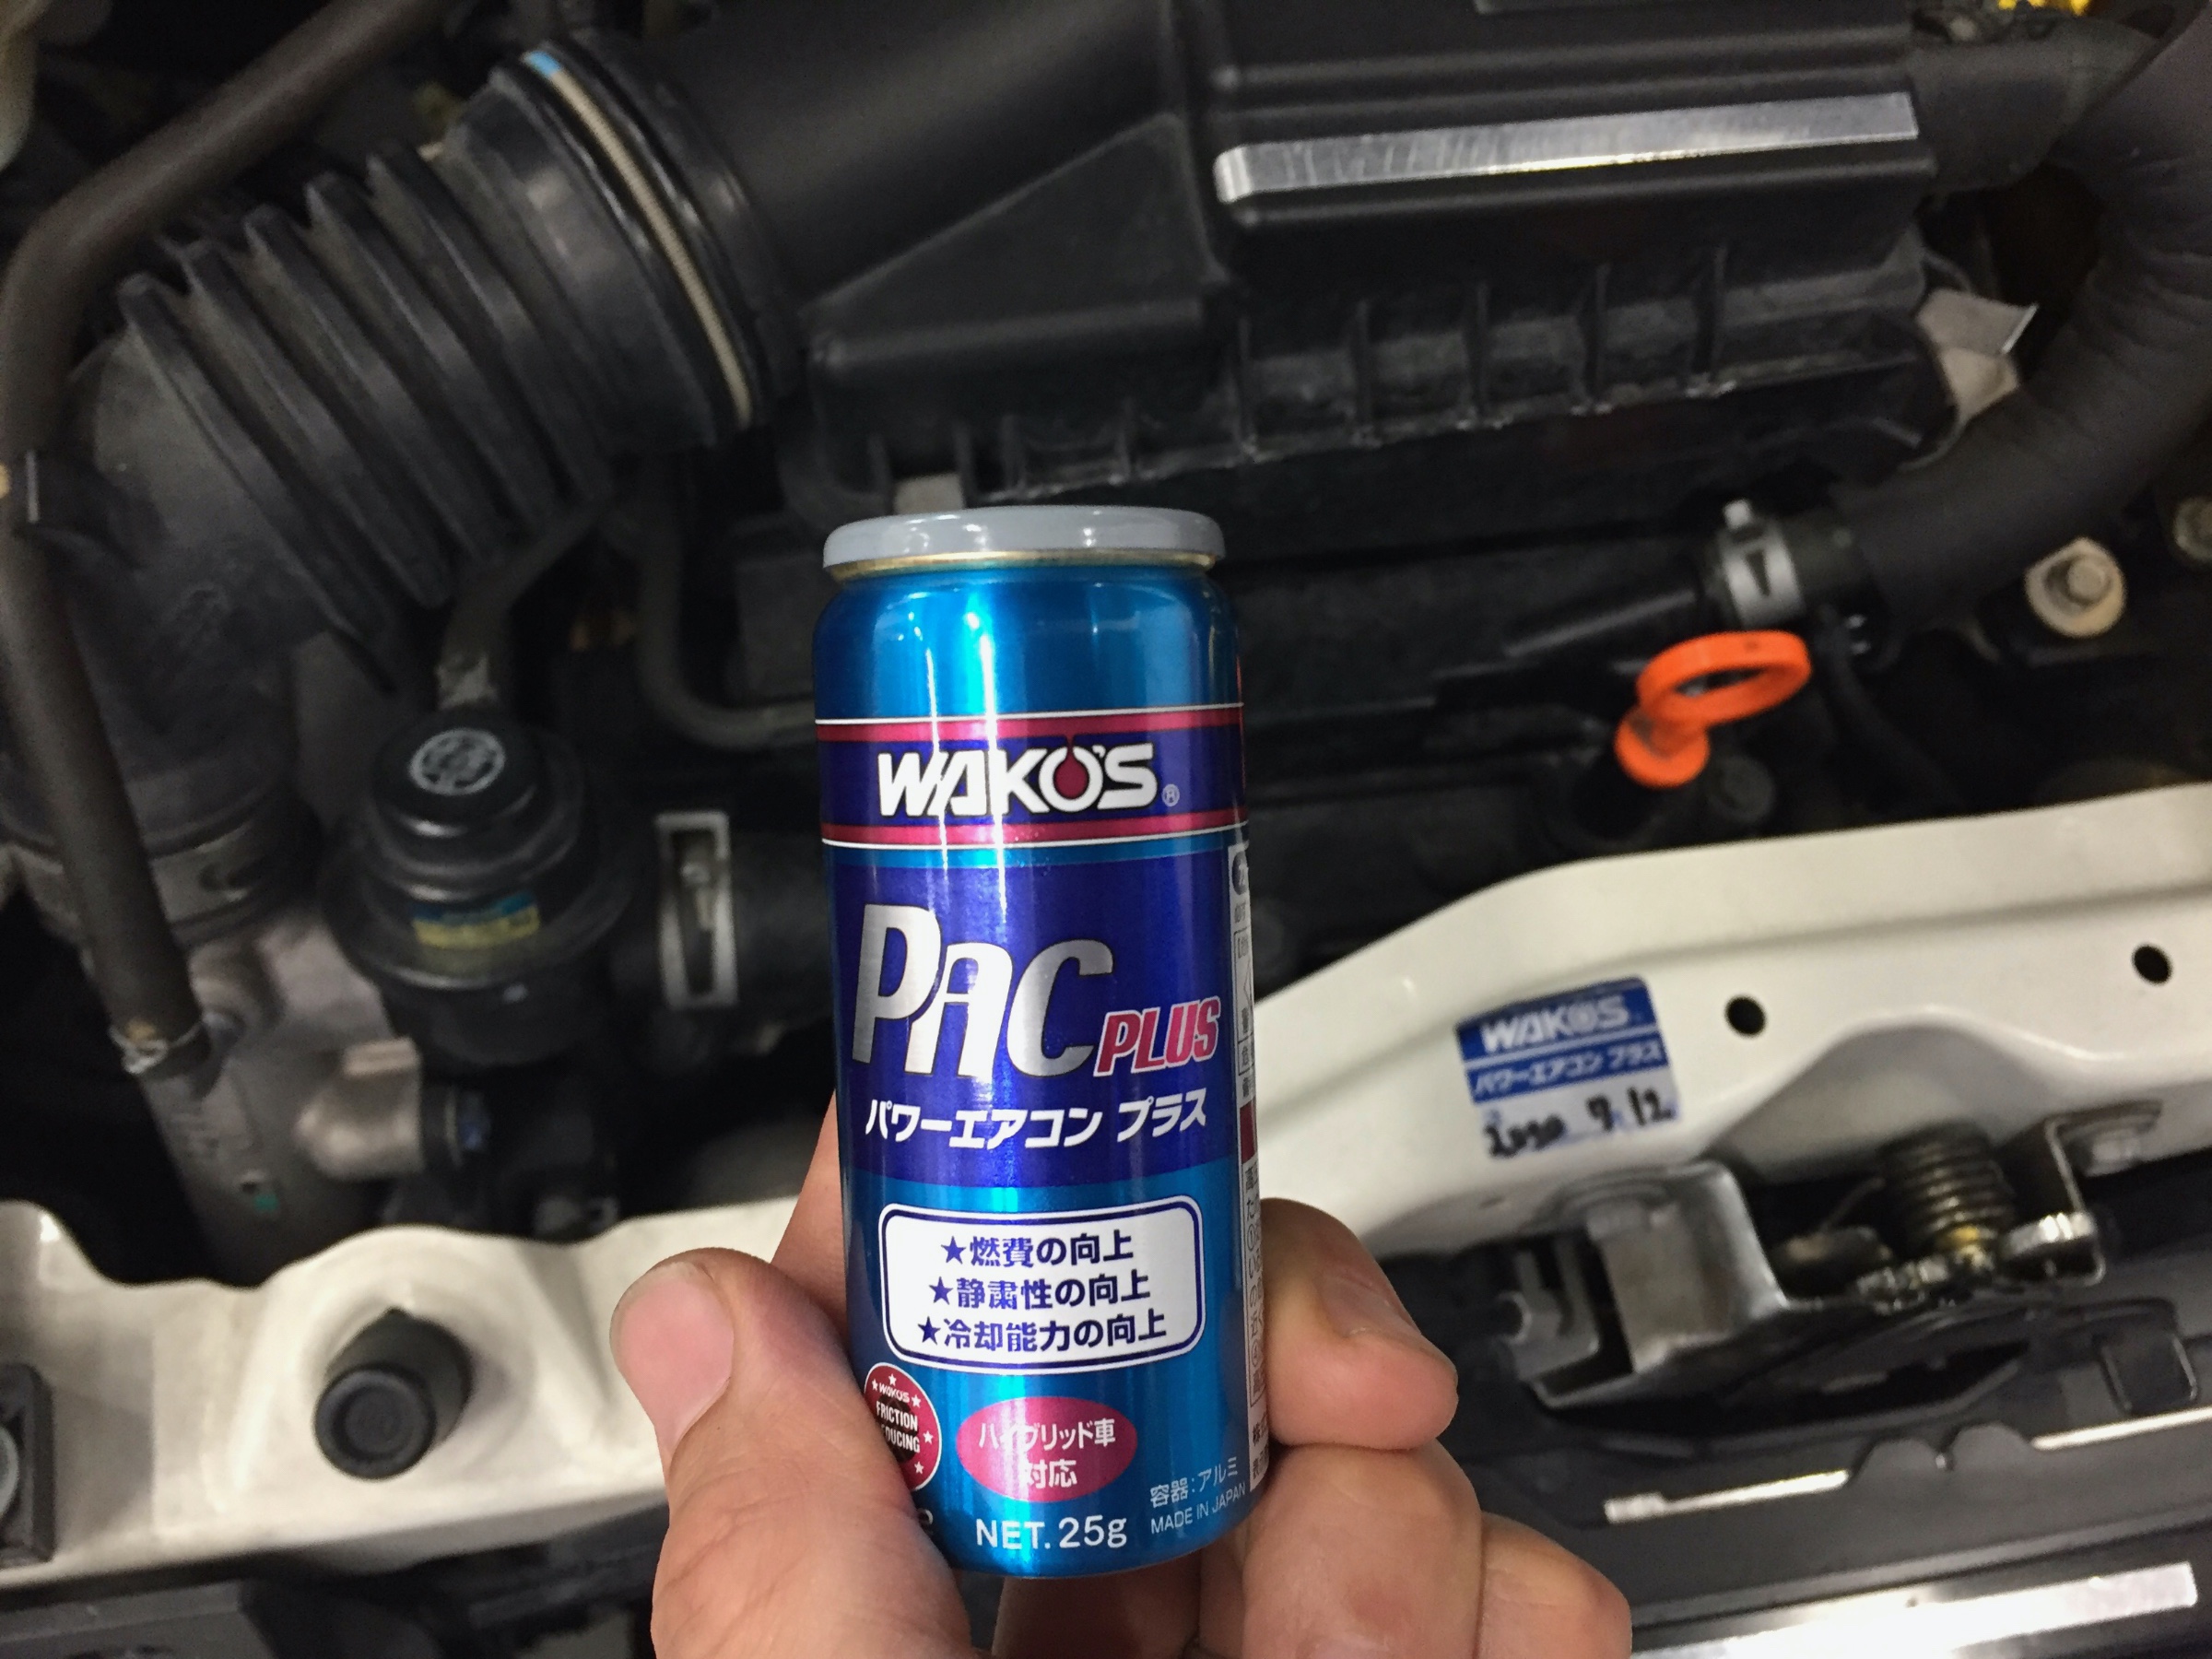 WAKO'S®
PAC PLUS
パワーエアコン プラス
★燃費の向上
★静粛性の向上
★冷却能力の向上
WAKO'S
FRICTION
ハイブリッド車
対応
容器:アルミ
MADE IN JAPAN
NET. 25g
WAKO'S
パワーエアコン プラス
9 12